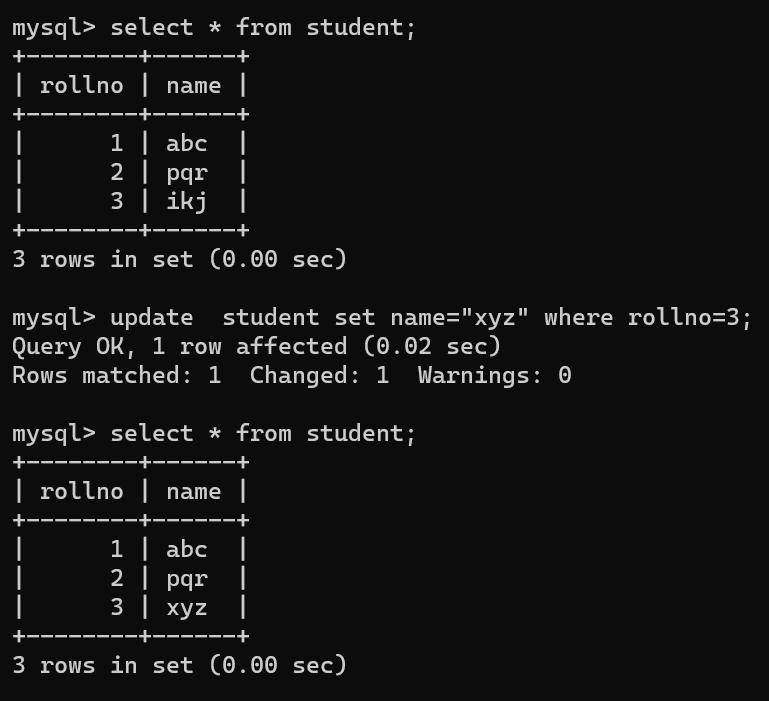 mysql> select * from student;
+--------+------+
| rollno | name |
+--------+------+
|      1 | abc  |
|      2 | pqr  |
|      3 | ikj  |
+--------+------+
3 rows in set (0.00 sec)

mysql> update  student set name="xyz" where rollno=3;
Query OK, 1 row affected (0.02 sec)
Rows matched: 1  Changed: 1  Warnings: 0

mysql> select * from student;
+--------+------+
| rollno | name |
+--------+------+
|      1 | abc  |
|      2 | pqr  |
|      3 | xyz  |
+--------+------+
3 rows in set (0.00 sec)